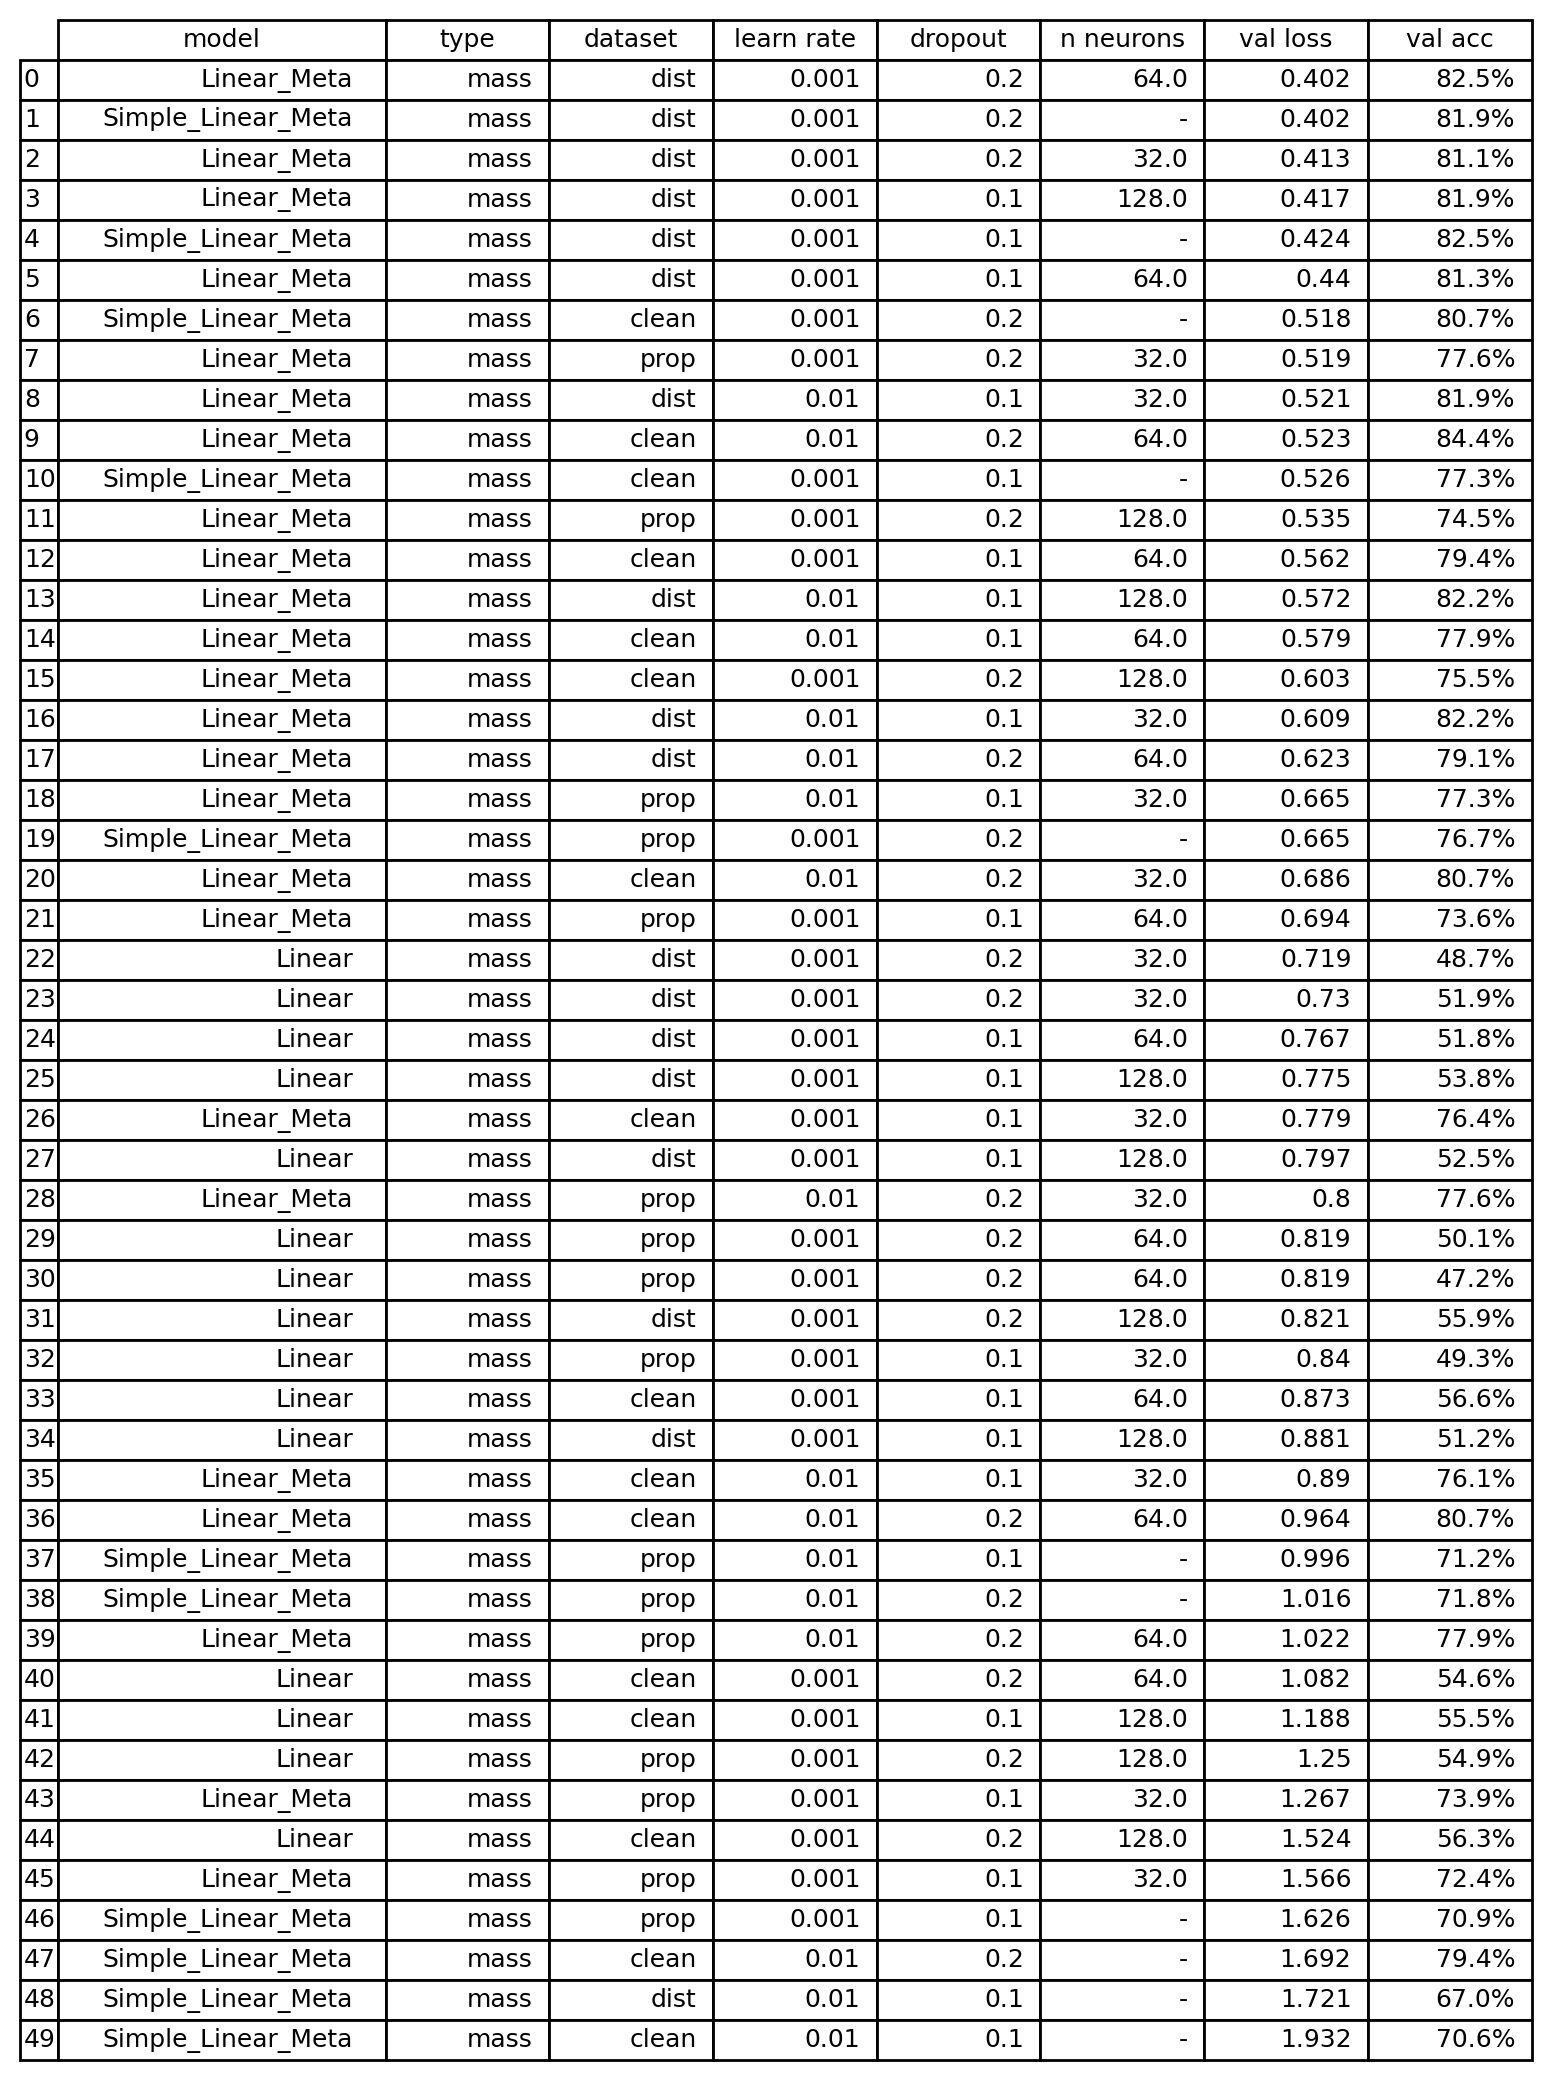 model type dataset learn rate dropout n neurons val loss val acc
0 Linear_Meta mass dist 0.001 0.2 64.0 0.402 82.5%
1 Simple_Linear_Meta mass dist 0.001 0.2 - 0.402 81.9%
2 Linear_Meta mass dist 0.001 0.2 32.0 0.413 81.1%
3 Linear_Meta mass dist 0.001 0.1 128.0 0.417 81.9%
4 Simple_Linear_Meta mass dist 0.001 0.1 - 0.424 82.5%
5 Linear_Meta mass dist 0.001 0.1 64.0 0.44 81.3%
6 Simple_Linear_Meta mass clean 0.001 0.2 - 0.518 80.7%
7 Linear_Meta mass prop 0.001 0.2 32.0 0.519 77.6%
8 Linear_Meta mass dist 0.01 0.1 32.0 0.521 81.9%
9 Linear_Meta mass clean 0.01 0.2 64.0 0.523 84.4%
10 Simple_Linear_Meta mass clean 0.001 0.1 - 0.526 77.3%
11 Linear_Meta mass prop 0.001 0.2 128.0 0.535 74.5%
12 Linear_Meta mass clean 0.001 0.1 64.0 0.562 79.4%
13 Linear_Meta mass dist 0.01 0.1 128.0 0.572 82.2%
14 Linear_Meta mass clean 0.01 0.1 64.0 0.579 77.9%
15 Linear_Meta mass clean 0.001 0.2 128.0 0.603 75.5%
16 Linear_Meta mass dist 0.01 0.1 32.0 0.609 82.2%
17 Linear_Meta mass dist 0.01 0.2 64.0 0.623 79.1%
18 Linear_Meta mass prop 0.01 0.1 32.0 0.665 77.3%
19 Simple_Linear_Meta mass prop 0.001 0.2 - 0.665 76.7%
20 Linear_Meta mass clean 0.01 0.2 32.0 0.686 80.7%
21 Linear_Meta mass prop 0.001 0.1 64.0 0.694 73.6%
22 Linear mass dist 0.001 0.2 32.0 0.719 48.7%
23 Linear mass dist 0.001 0.2 32.0 0.73 51.9%
24 Linear mass dist 0.001 0.1 64.0 0.767 51.8%
25 Linear mass dist 0.001 0.1 128.0 0.775 53.8%
26 Linear_Meta mass clean 0.001 0.1 32.0 0.779 76.4%
27 Linear mass dist 0.001 0.1 128.0 0.797 52.5%
28 Linear_Meta mass prop 0.01 0.2 32.0 0.8 77.6%
29 Linear mass prop 0.001 0.2 64.0 0.819 50.1%
30 Linear mass prop 0.001 0.2 64.0 0.819 47.2%
31 Linear mass dist 0.001 0.2 128.0 0.821 55.9%
32 Linear mass prop 0.001 0.1 32.0 0.84 49.3%
33 Linear mass clean 0.001 0.1 64.0 0.873 56.6%
34 Linear mass dist 0.001 0.1 128.0 0.881 51.2%
35 Linear_Meta mass clean 0.01 0.1 32.0 0.89 76.1%
36 Linear_Meta mass clean 0.01 0.2 64.0 0.964 80.7%
37 Simple_Linear_Meta mass prop 0.01 0.1 - 0.996 71.2%
38 Simple_Linear_Meta mass prop 0.01 0.2 - 1.016 71.8%
39 Linear_Meta mass prop 0.01 0.2 64.0 1.022 77.9%
40 Linear mass clean 0.001 0.2 64.0 1.082 54.6%
41 Linear mass clean 0.001 0.1 128.0 1.188 55.5%
42 Linear mass prop 0.001 0.2 128.0 1.25 54.9%
43 Linear_Meta mass prop 0.001 0.1 32.0 1.267 73.9%
44 Linear mass clean 0.001 0.2 128.0 1.524 56.3%
45 Linear_Meta mass prop 0.001 0.1 32.0 1.566 72.4%
46 Simple_Linear_Meta mass prop 0.001 0.1 - 1.626 70.9%
47 Simple_Linear_Meta mass clean 0.01 0.2 - 1.692 79.4%
48 Simple_Linear_Meta mass dist 0.01 0.1 - 1.721 67.0%
49 Simple_Linear_Meta mass clean 0.01 0.1 - 1.932 70.6%